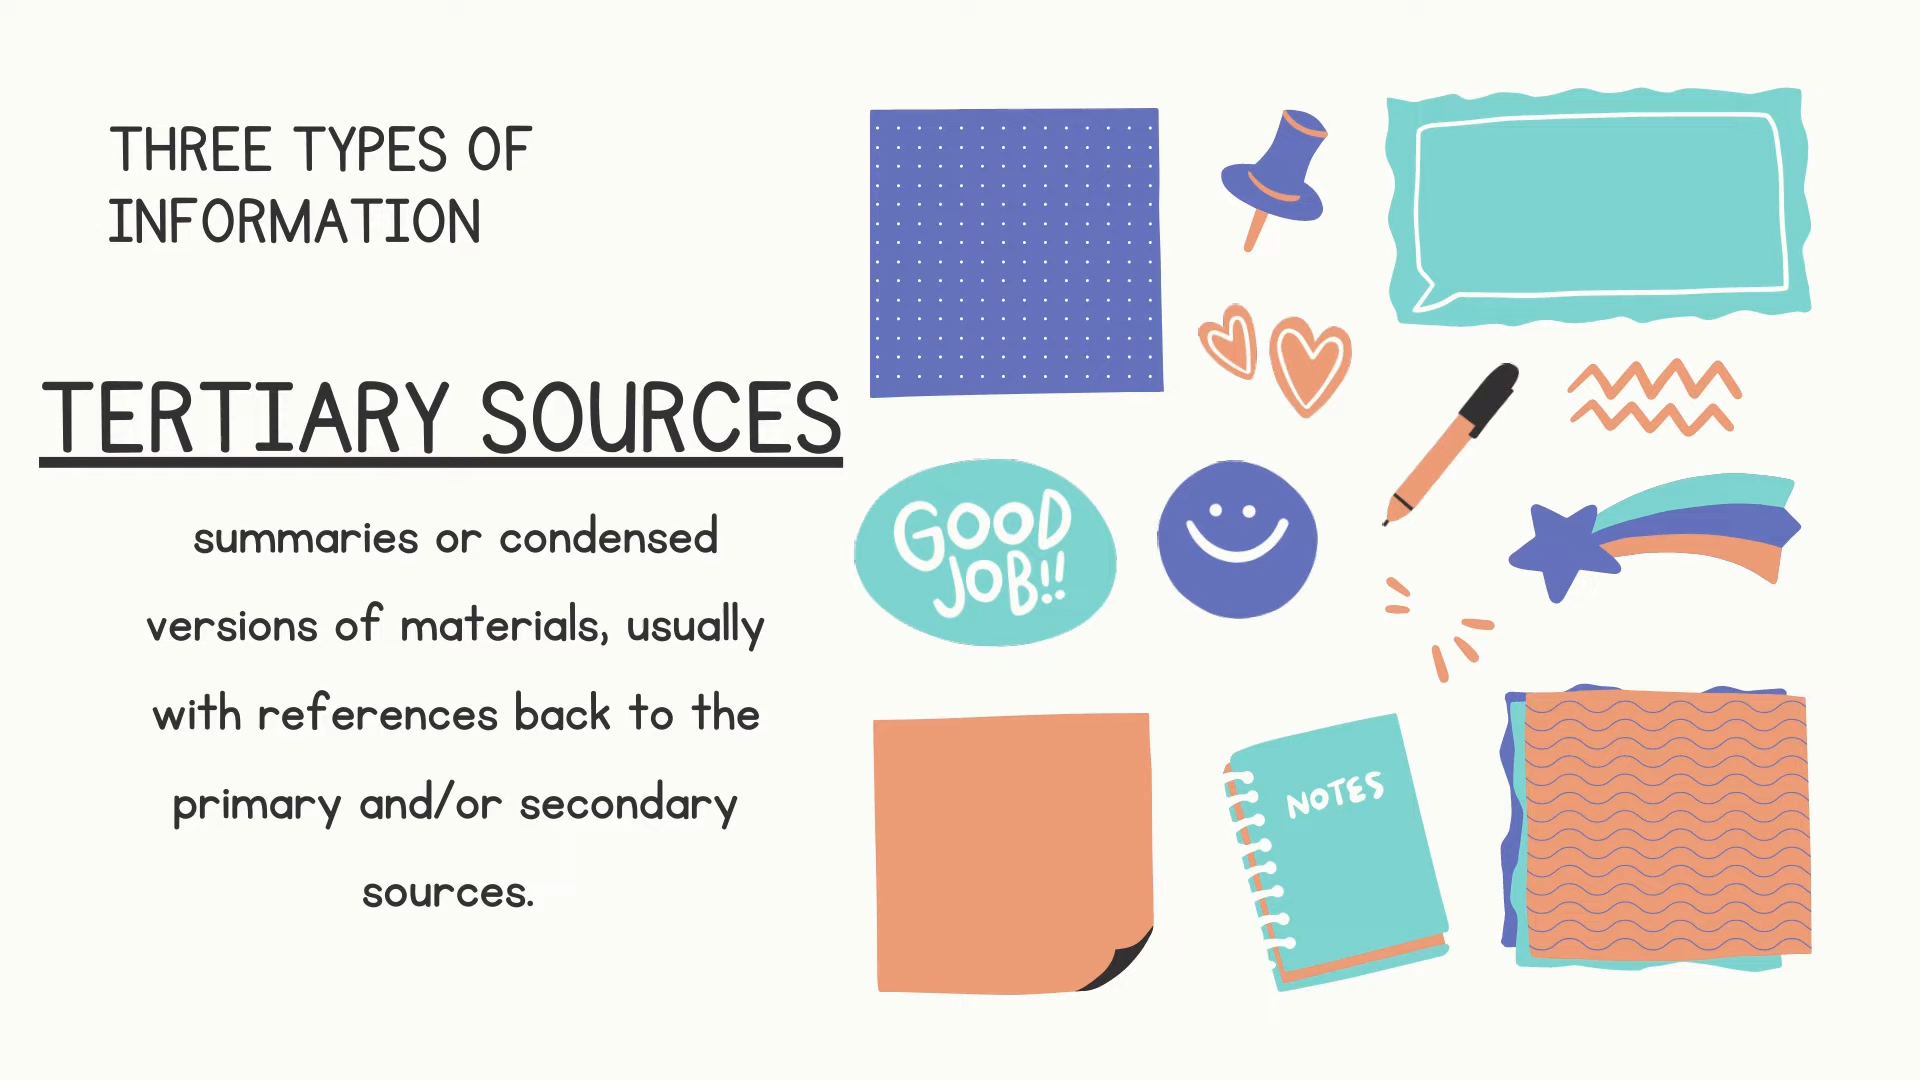 THREE TYPES OF
INFORMATION
TERTIARY SOURCES
summaries or condensed
versions of materials, usually
with references back to the
primary and/or secondary
sources.
GOOD
JOB!!
NOTES